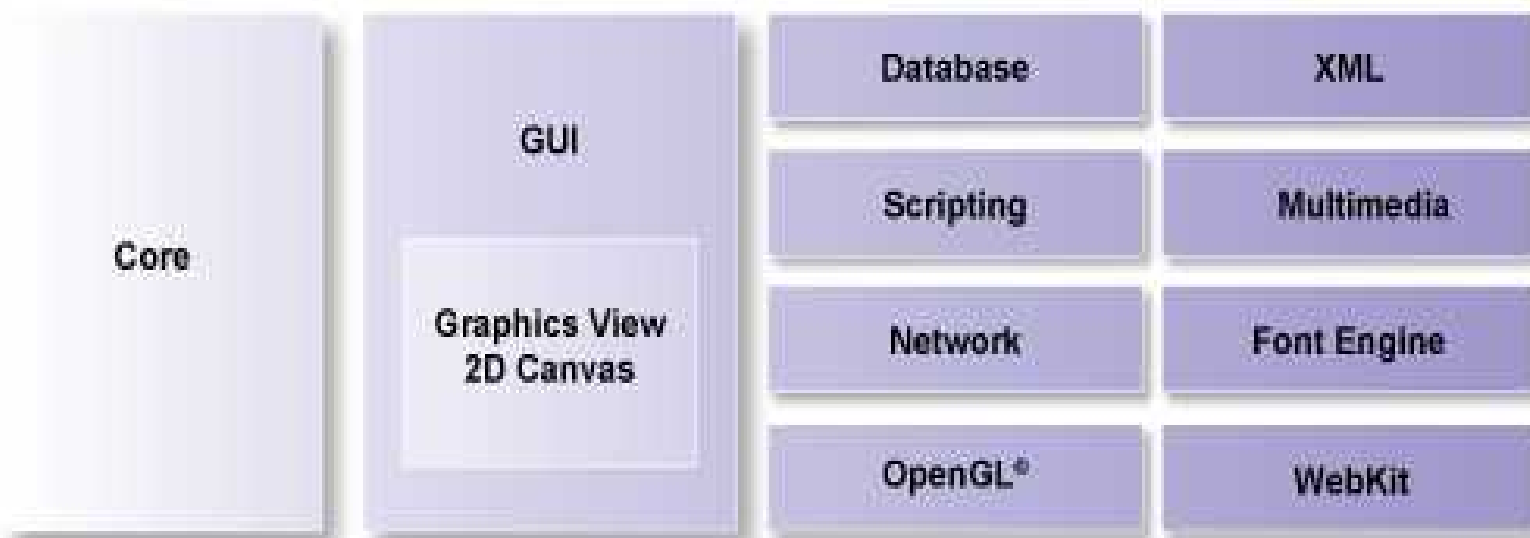 Core
GUI
Graphics View
2D Canvas
Database
XML
Scripting
Multimedia
Network
Font Engine
OpenGL®
WebKit